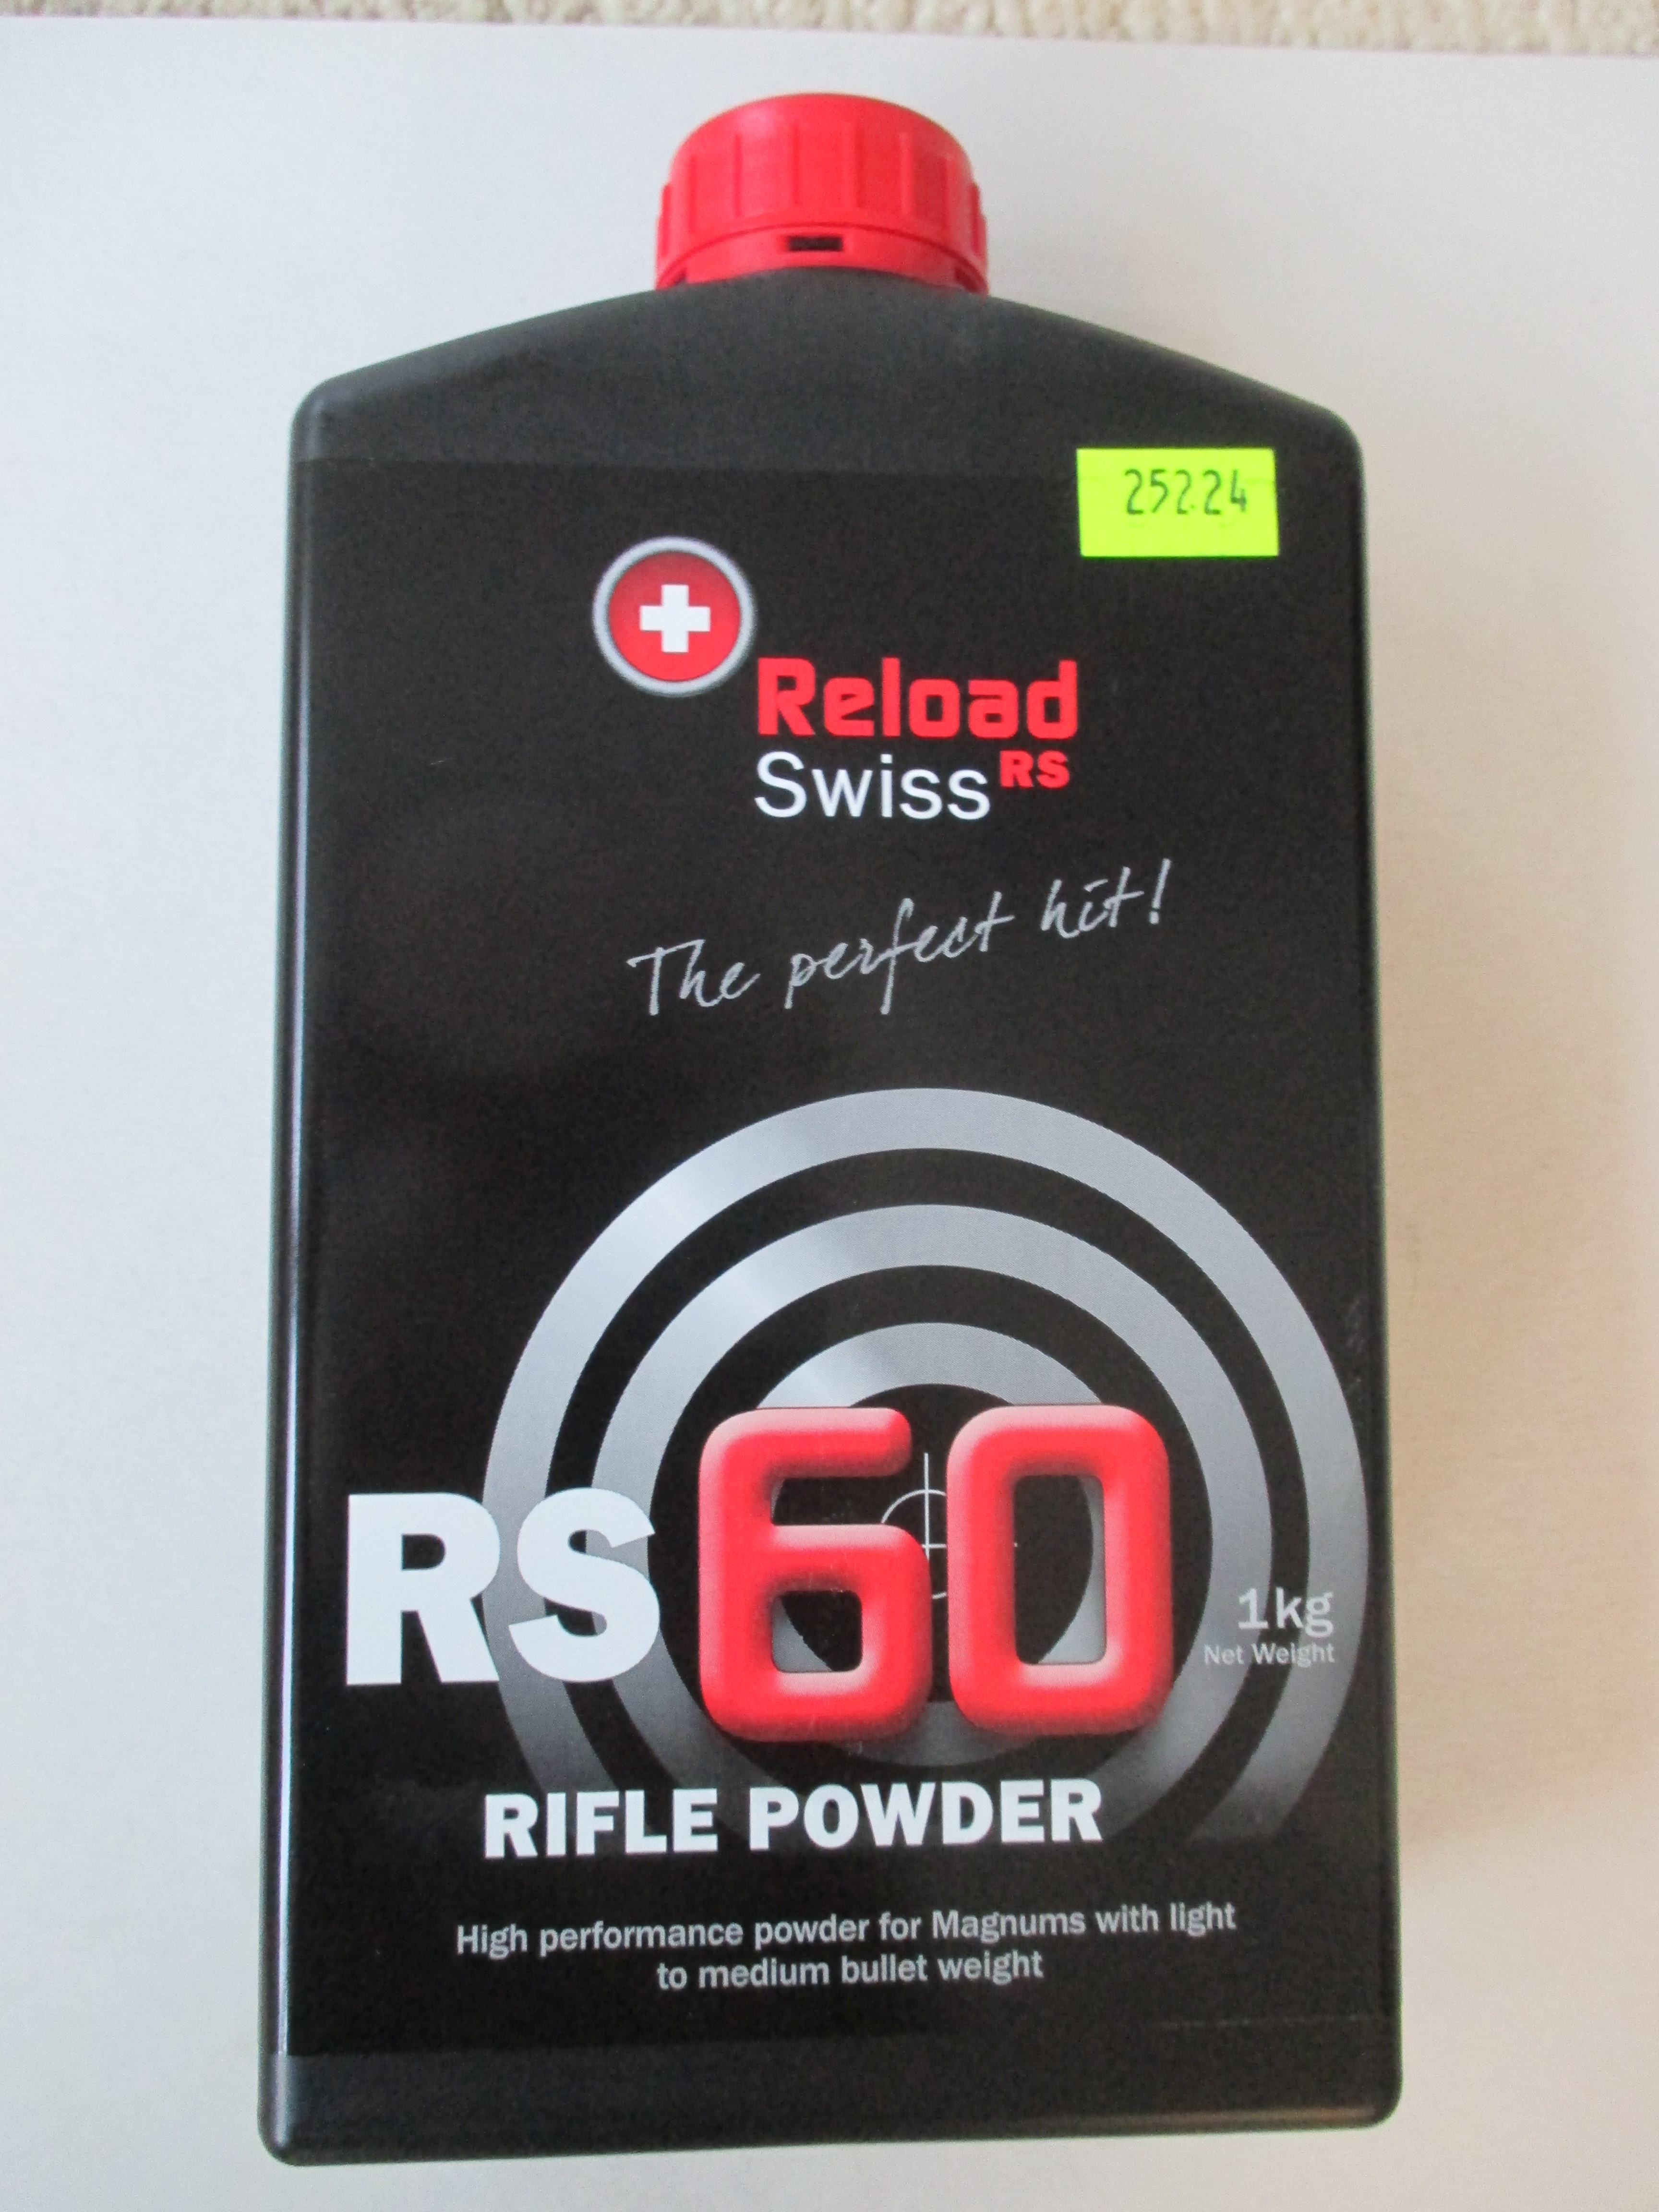 252.24
Reload
Swiss RS
The perfect hit!
RS 60
1kg
Net Weight
RIFLE POWDER
High performance powder for Magnums with light
to medium bullet weight